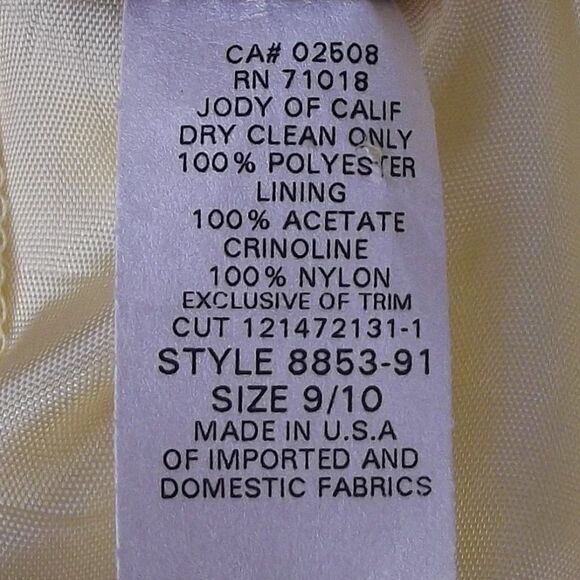 CA# 02508
RN 71018
JODY OF CALIF
DRY CLEAN ONLY
100% POLYESTER
LINING
100% ACETATE
CRINOLINE
100% NYLON
EXCLUSIVE OF TRIM
CUT 121472131-1
STYLE 8853-91
SIZE 9/10
MADE IN U.S.A
OF IMPORTED AND
DOMESTIC FABRICS